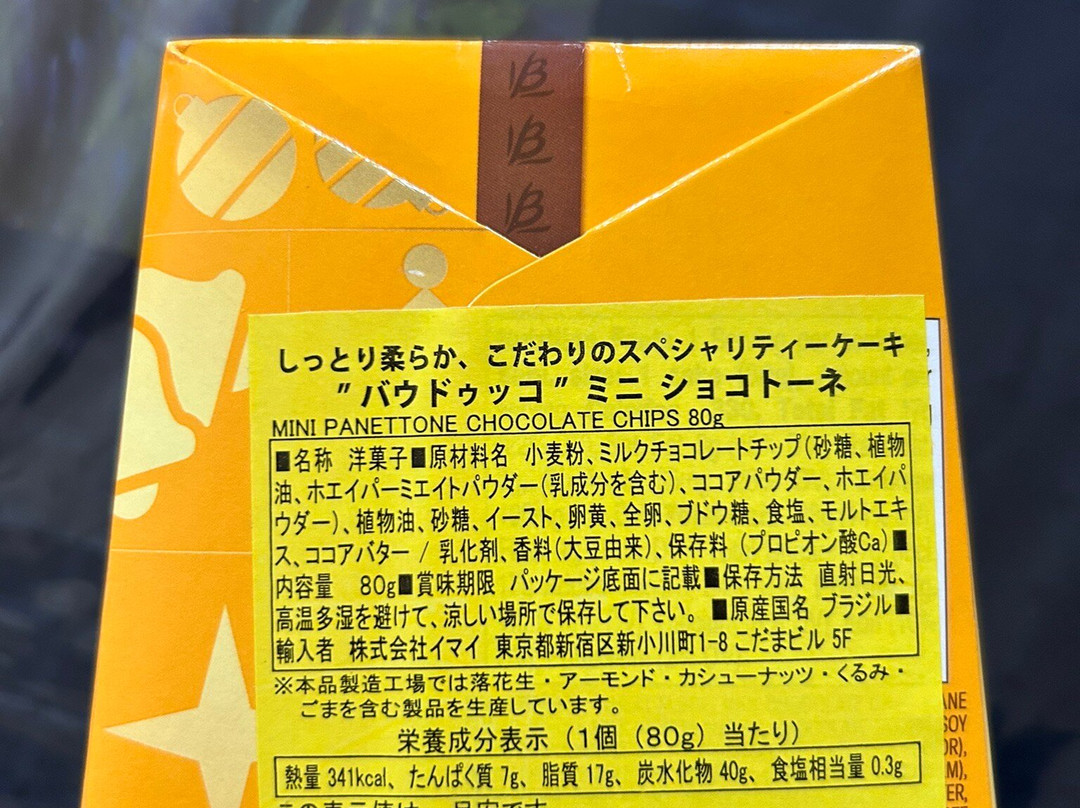 しっとり柔らか、こだわりのスペシャリティーケーキ
”バウドゥッコ”ミニ ショコトーネ
MINI PANETTONE CHOCOLATE CHIPS 80g
■名称 洋菓子■原材料名 小麦粉、ミルクチョコレートチップ(砂糖、植物
油、ホエイパーミエイトパウダー(乳成分を含む)、ココアパウダー、ホエイパ
ウダー)、植物油、砂糖、イースト、卵黄、全卵、ブドウ糖、食塩、モルトエキ
ス、ココアバター / 乳化剤、香料(大豆由来)、保存料 (プロピオン酸Ca)■
内容量 80g■賞味期限 パッケージ底面に記載■保存方法 直射日光、
高温多湿を避けて、涼しい場所で保存して下さい。■原産国名 ブラジル■
輸入者 株式会社イマイ 東京都新宿区新小川町1-8 こだまビル 5F
※本品製造工場では落花生・アーモンド・カシューナッツ・くるみ・
ごまを含む製品を生産しています。
栄養成分表示(1個(80g)当たり)
熱量 341kcal、たんぱく質 7g、脂質 17g、炭水化物 40g、食塩相当量 0.3g
この表示値は、目安です